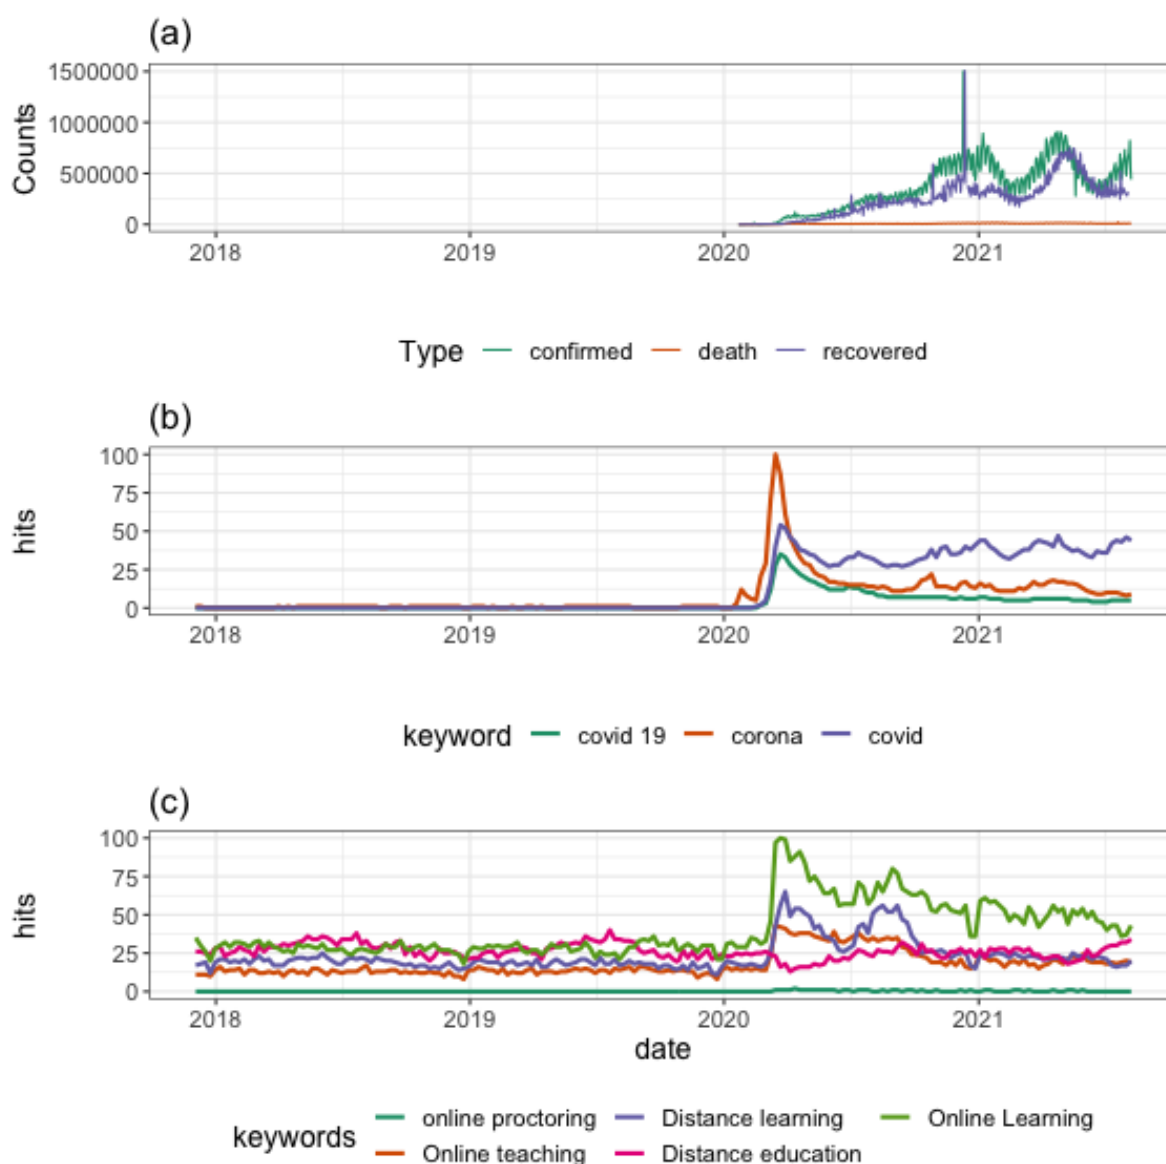 (a)
1500000
1000000
500000
0
Counts
2018 2019 2020 2021
Type confirmed death recovered
(b)
100
75
50
25
0
hits
2018 2019 2020 2021
keyword covid 19 corona covid
(c)
100
75
50
25
0
hits
2018 2019 2020 2021
date
keywords
online proctoring Distance learning Online Learning
Online teaching Distance education